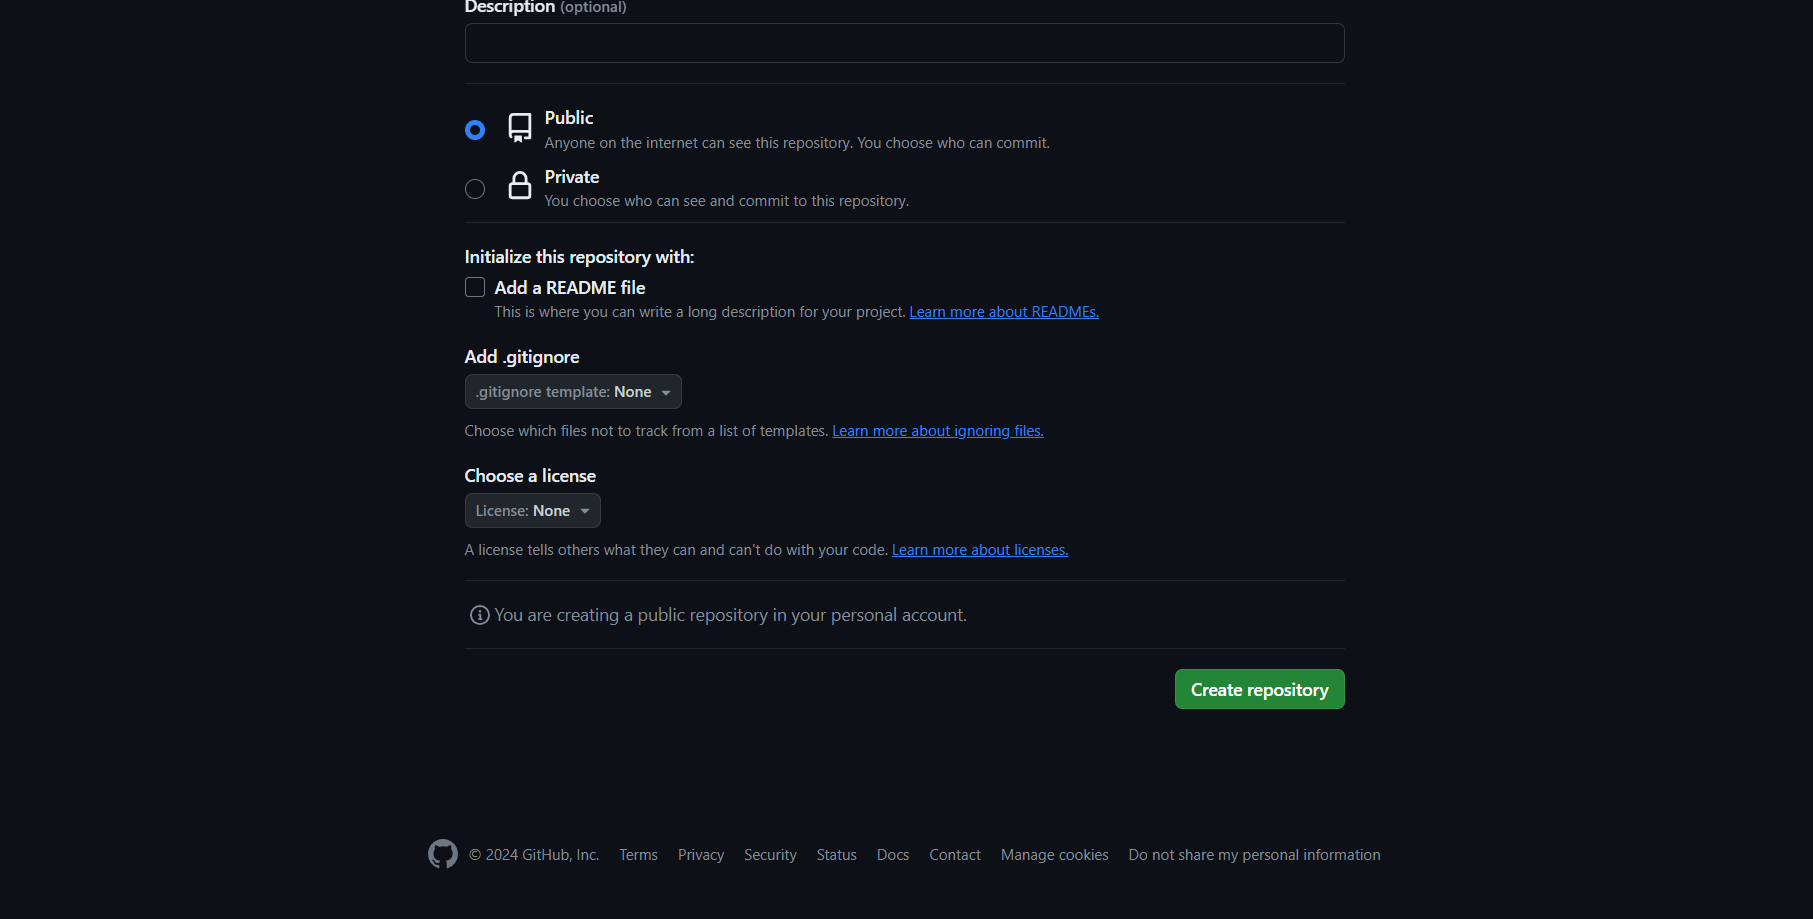 Description (optional)
Public
Anyone on the internet can see this repository. You choose who can commit.
Private
You choose who can see and commit to this repository.
Initialize this repository with:
Add a README file
This is where you can write a long description for your project. Learn more about READMEs.
Add .gitignore
.gitignore template: None
Choose which files not to track from a list of templates. Learn more about ignoring files.
Choose a license
License: None
A license tells others what they can and can't do with your code. Learn more about licenses.
You are creating a public repository in your personal account.
Create repository
© 2024 GitHub, Inc. Terms Privacy Security Status Docs Contact Manage cookies Do not share my personal information